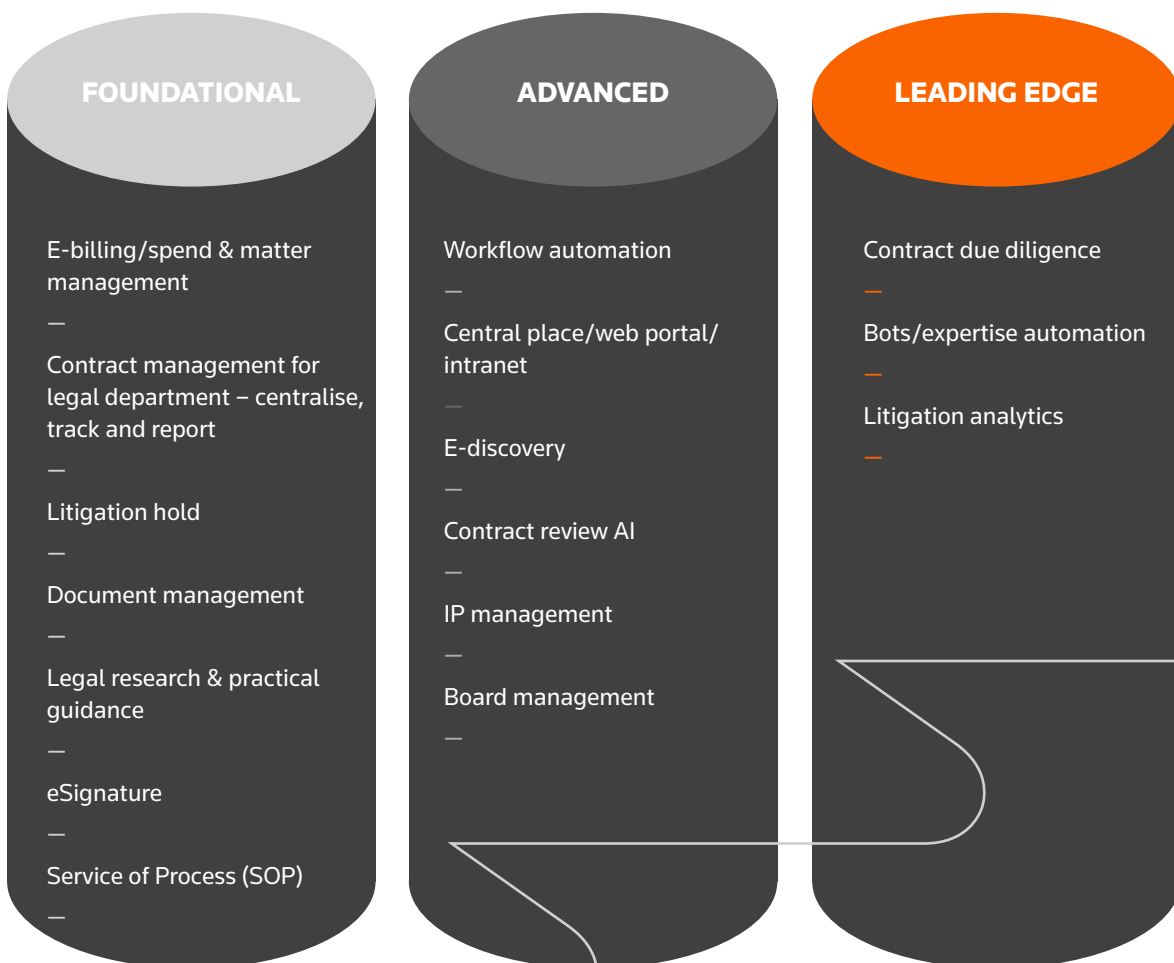 FOUNDATIONAL
E-billing/spend & matter
management
—
Contract management for
legal department – centralise,
track and report
—
Litigation hold
—
Document management
—
Legal research & practical
guidance
—
eSignature
—
Service of Process (SOP)
—
ADVANCED
Workflow automation
—
Central place/web portal/
intranet
—
E-discovery
—
Contract review AI
—
IP management
—
Board management
—
LEADING EDGE
Contract due diligence
—
Bots/expertise automation
—
Litigation analytics
—